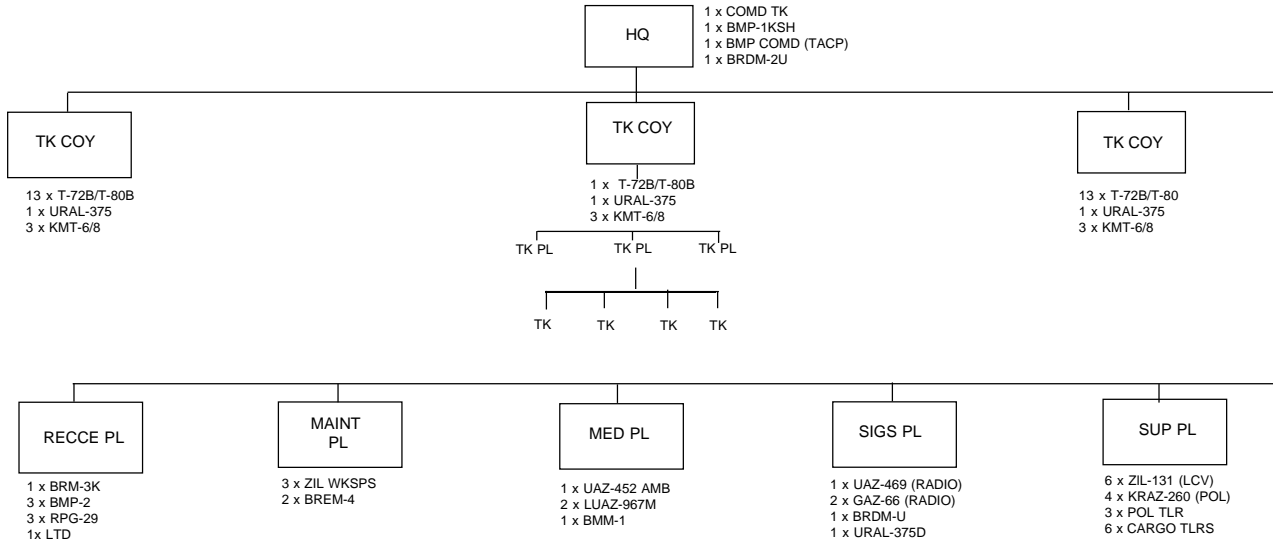 HQ
1 x COMD TK
1 x BMP-1KSH
1 x BMP COMD (TACP)
1 x BRDM-2U
TK COY
13 x T-72B/T-80B
1 x URAL-375
3 x KMT-6/8
TK COY
1 x T-72B/T-80B
1 x URAL-375
3 x KMT-6/8
TK PL
TK PL
TK PL
TK
TK
TK
TK
TK COY
13 x T-72B/T-80
1 x URAL-375
3 x KMT-6/8
RECCE PL
1 x BRM-3K
3 x BMP-2
3 x RPG-29
1x LTD
MAINT
PL
3 x ZIL WKSPS
2 x BREM-4
MED PL
1 x UAZ-452 AMB
2 x LUAZ-967M
1 x BMM-1
SIGS PL
1 x UAZ-469 (RADIO)
2 x GAZ-66 (RADIO)
1 x BRDM-U
1 x URAL-375D
SUP PL
6 x ZIL-131 (LCV)
4 x KRAZ-260 (POL)
3 x POL TLR
6 x CARGO TLRS